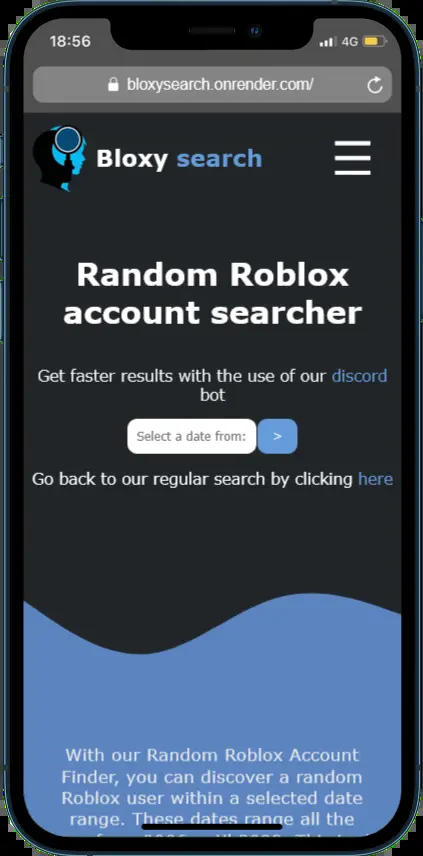 18:56
4G
bloxysearch.onrender.com/
Bloxy search
Random Roblox
account searcher
Get faster results with the use of our discord
bot
Select a date from:
>
Go back to our regular search by clicking here
With our Random Roblox Account
Finder, you can discover a random
Roblox user within a selected date
range. These dates range all the